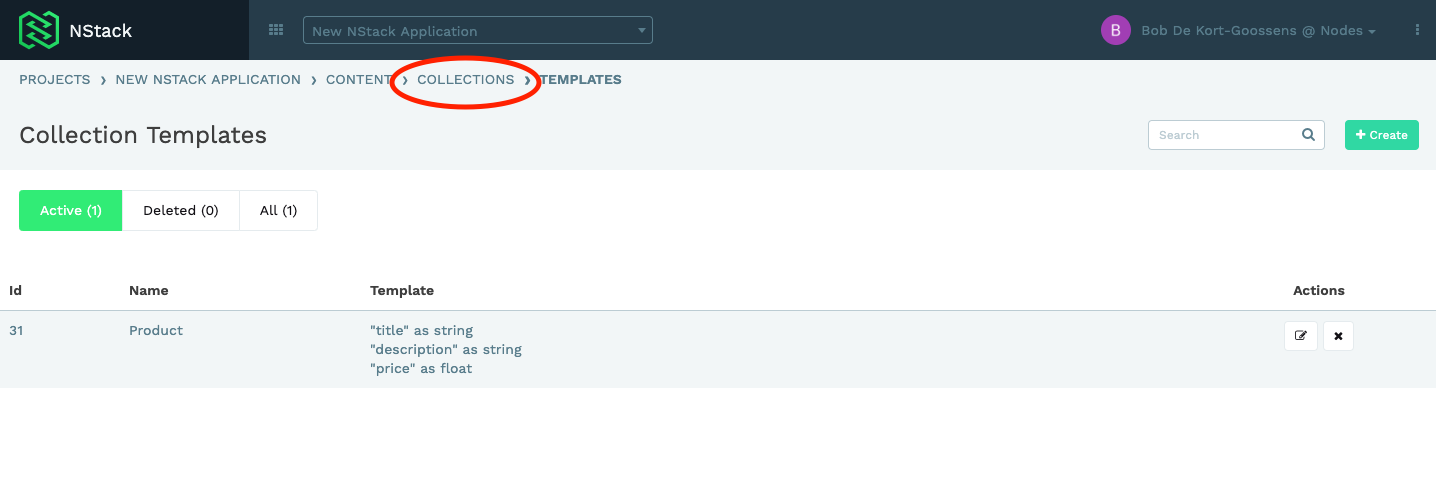 NStack
New NStack Application
B
Bob De Kort-Goossens @ Nodes
PROJECTS > NEW NSTACK APPLICATION > CONTENT > COLLECTIONS > TEMPLATES
Collection Templates
Search
+ Create
Active (1)
Deleted (0)
All (1)
Id Name Template Actions
31 Product "title" as string
"description" as string
"price" as float